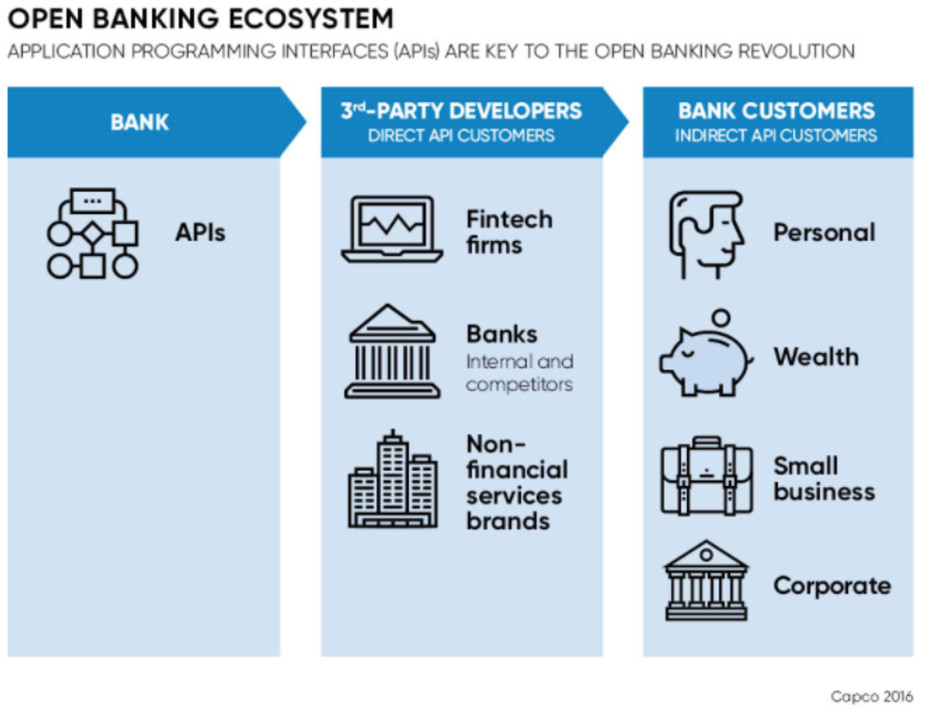 OPEN BANKING ECOSYSTEM
APPLICATION PROGRAMMING INTERFACES (APIs) ARE KEY TO THE OPEN BANKING REVOLUTION
BANK
APIs
3rd-PARTY DEVELOPERS
DIRECT API CUSTOMERS
Fintech
firms
Banks
Internal and
competitors
Non-
financial
services
brands
BANK CUSTOMERS
INDIRECT API CUSTOMERS
Personal
Wealth
Small
business
Corporate
Capco 2016